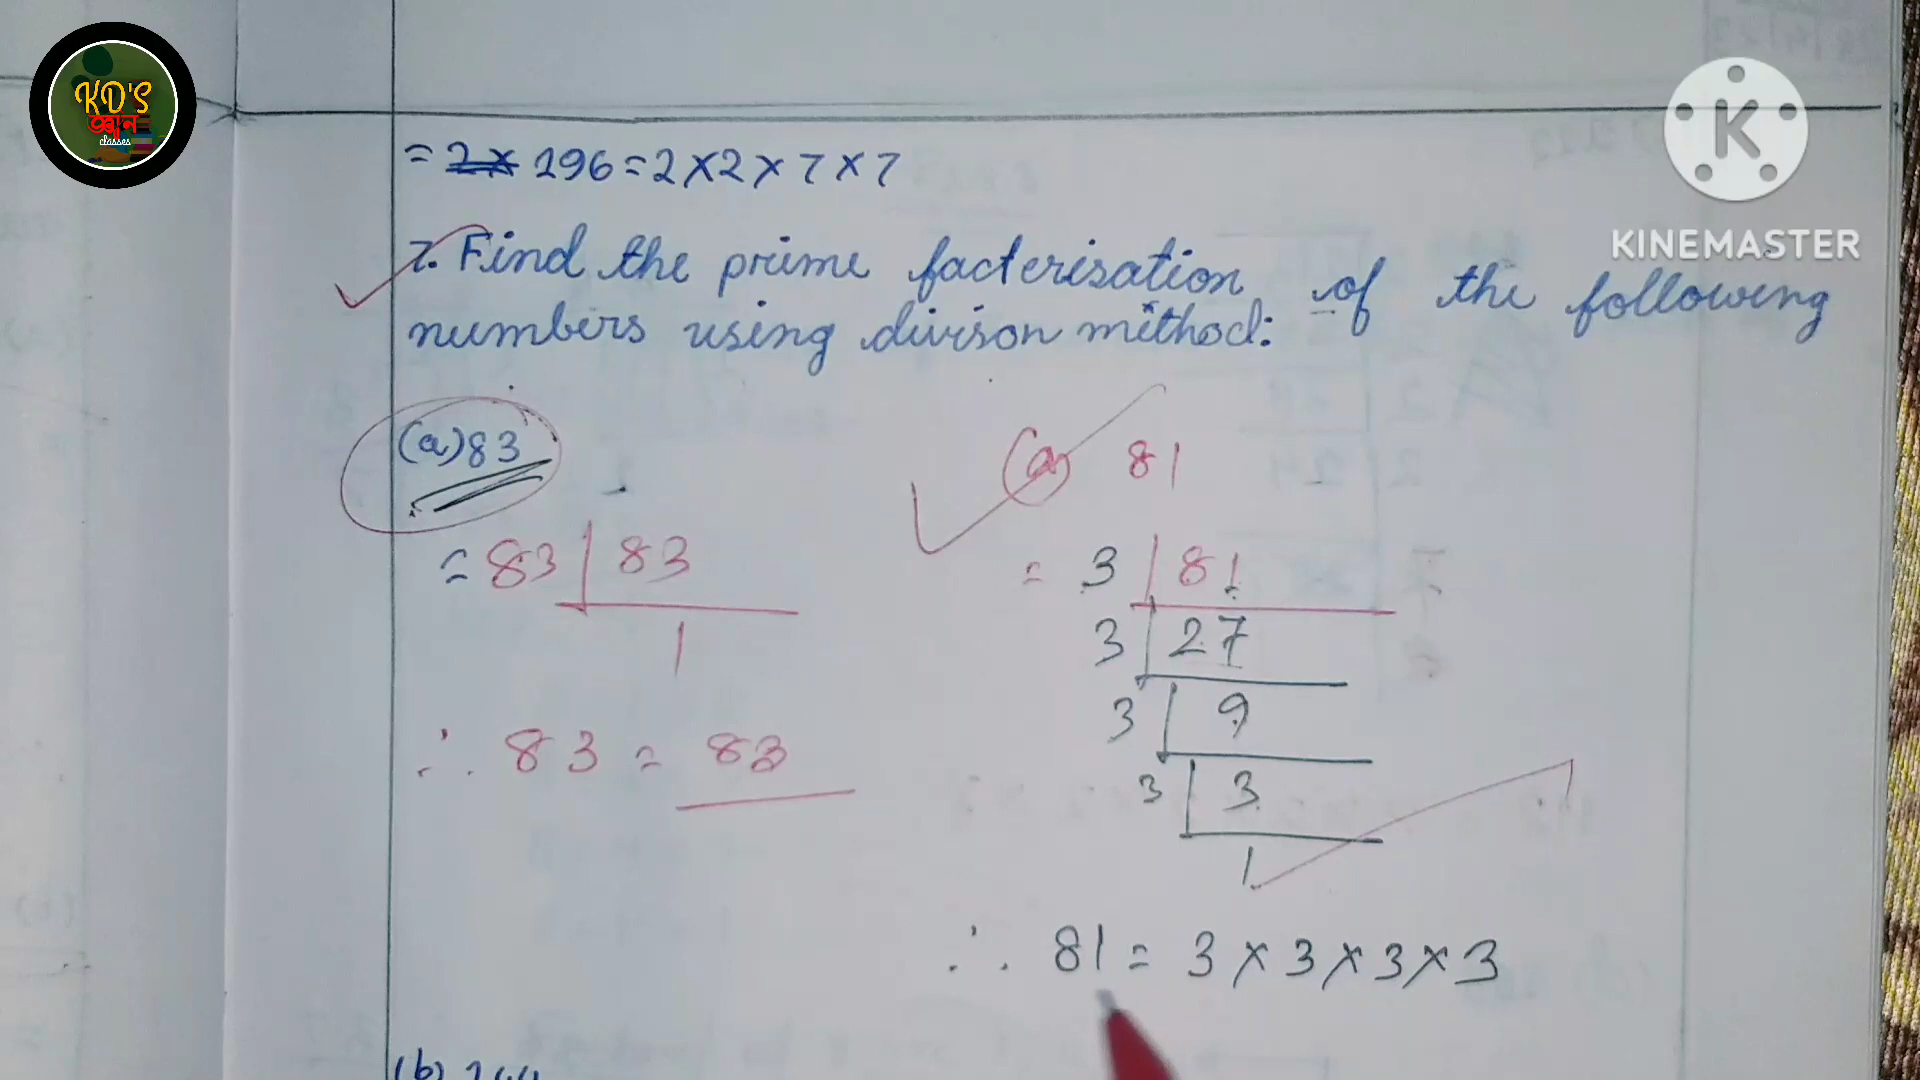 KD'S
জ্ঞান
classes
KINEMASTER
= 2× 196 = 2×2×7×7
7. Find the prime facterisation of the following
numbers using divison method:
(a) 83
= 83 | 83
1
∴ 83 = 83
(a) 81
= 3 | 81
3 | 27
3 | 9
3 | 3
1
∴ 81 = 3×3×3×3
(b)